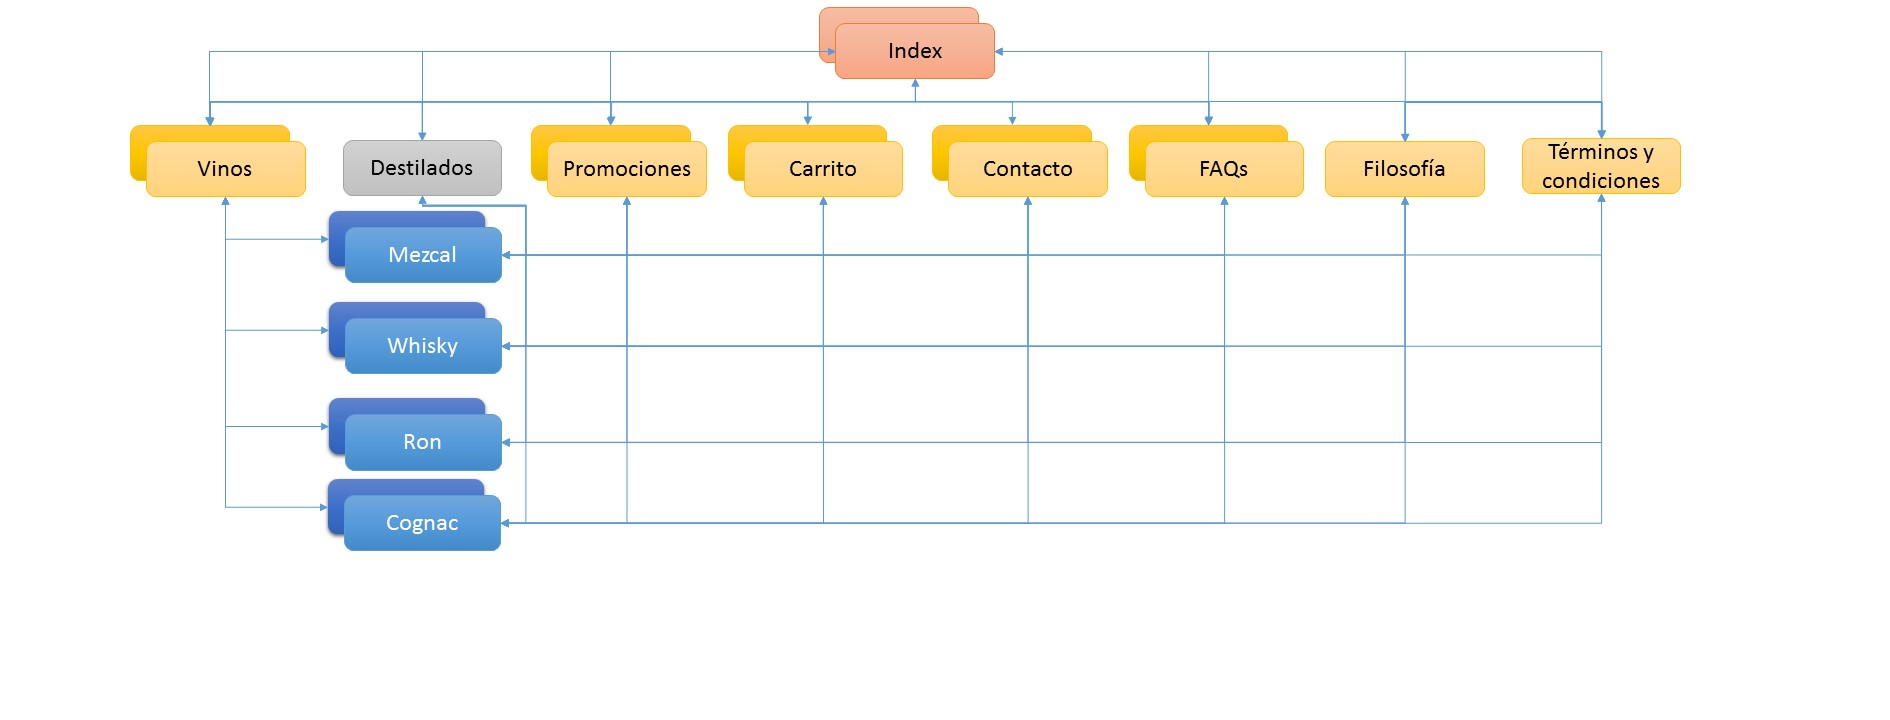 Index
Vinos
Destilados
Promociones
Carrito
Contacto
FAQs
Filosofía
Términos y
condiciones
Mezcal
Whisky
Ron
Cognac